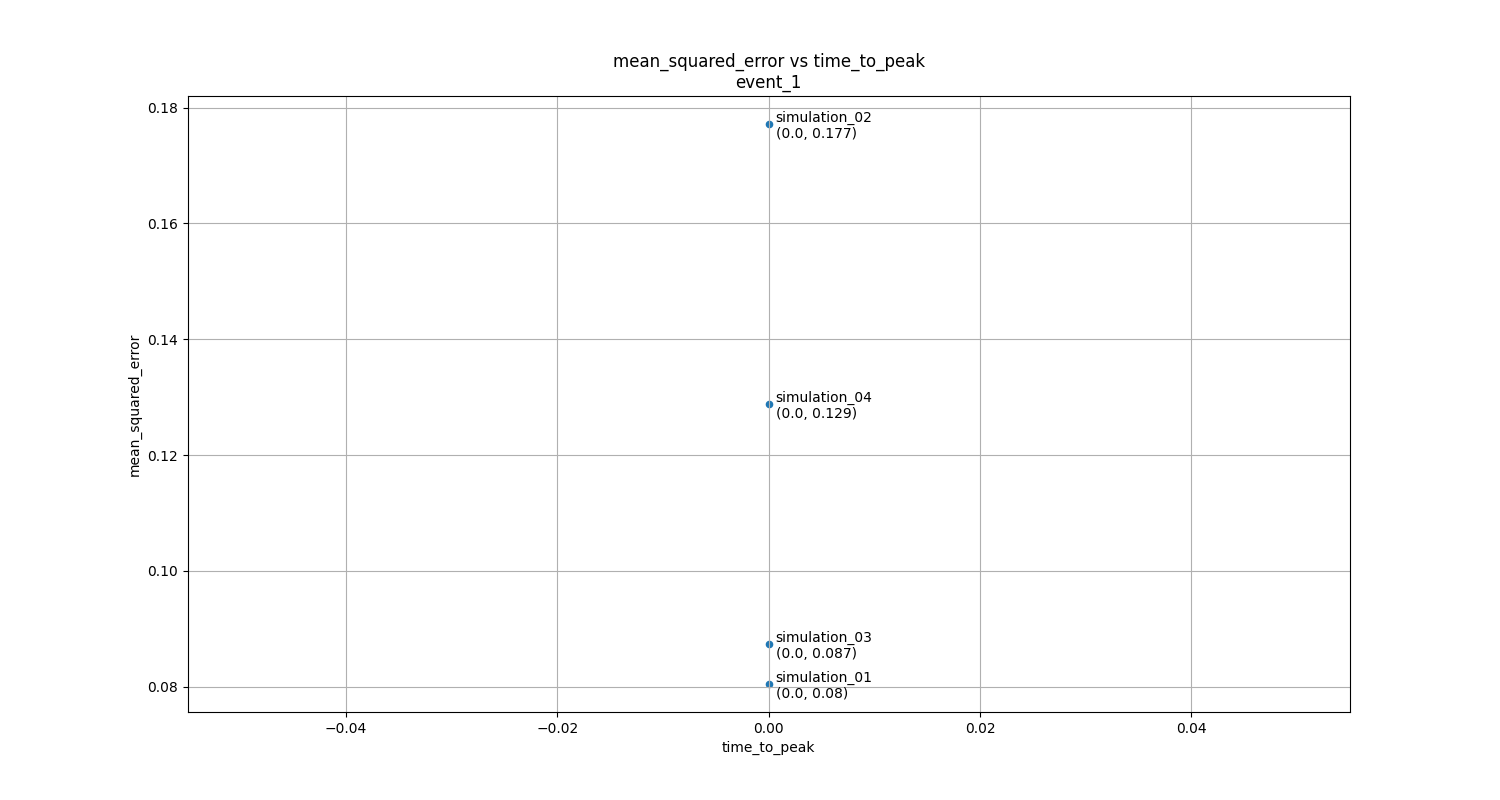 mean_squared_error vs time_to_peak
event_1
0.18
0.16
0.14
0.12
0.10
0.08
mean_squared_error
simulation_02
(0.0, 0.177)
simulation_04
(0.0, 0.129)
simulation_03
(0.0, 0.087)
simulation_01
(0.0, 0.08)
−0.04 −0.02 0.00 0.02 0.04
time_to_peak